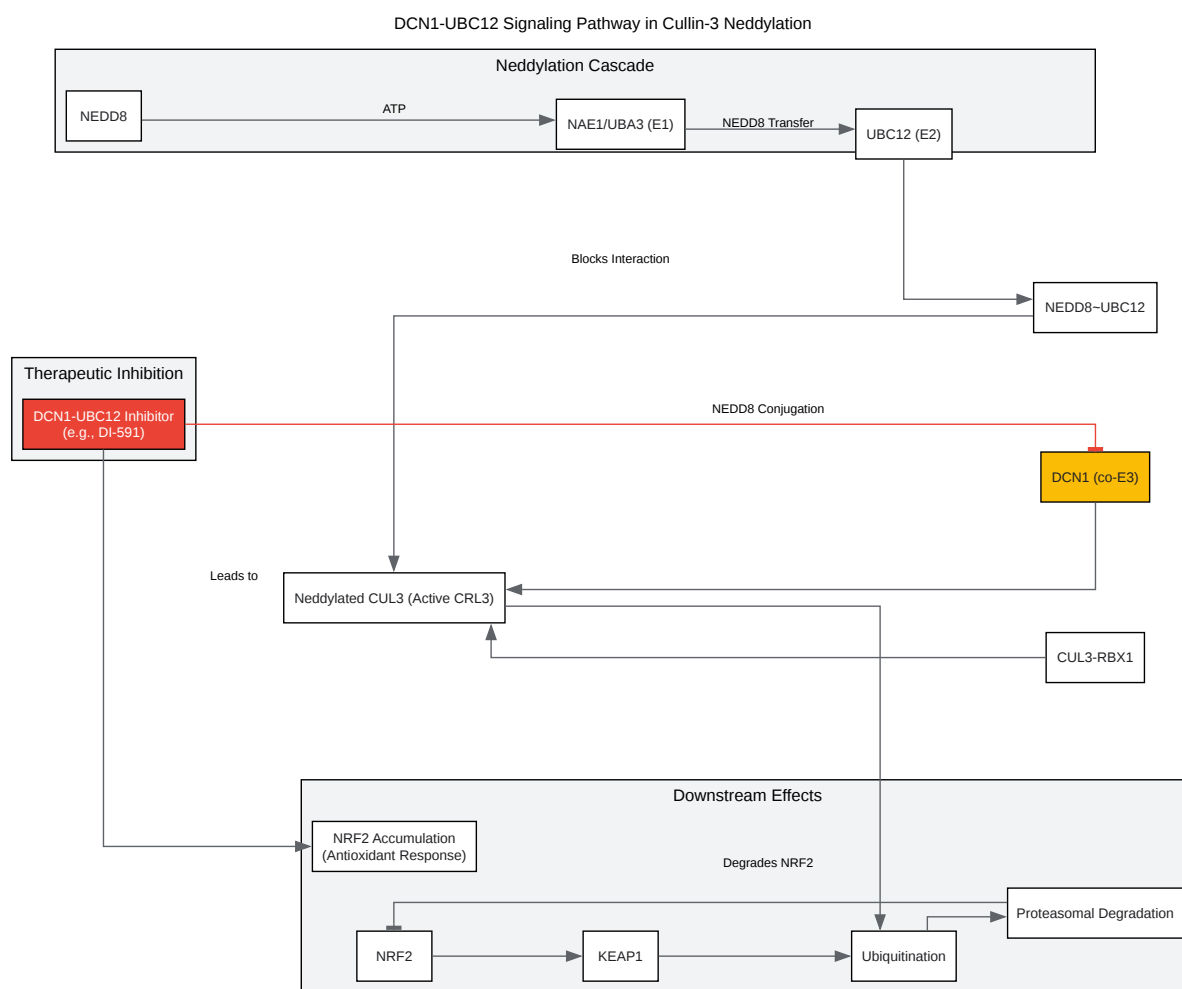 DCN1-UBC12 Signaling Pathway in Cullin-3 Neddylation
Neddylation Cascade
NEDD8
ATP
NAE1/UBA3 (E1)
NEDD8 Transfer
UBC12 (E2)
Blocks Interaction
NEDD8~UBC12
Therapeutic Inhibition
DCN1-UBC12 Inhibitor
(e.g., DI-591)
NEDD8 Conjugation
DCN1 (co-E3)
Leads to
Neddylated CUL3 (Active CRL3)
CUL3-RBX1
Downstream Effects
NRF2 Accumulation
(Antioxidant Response)
Degrades NRF2
Proteasomal Degradation
NRF2
KEAP1
Ubiquitination